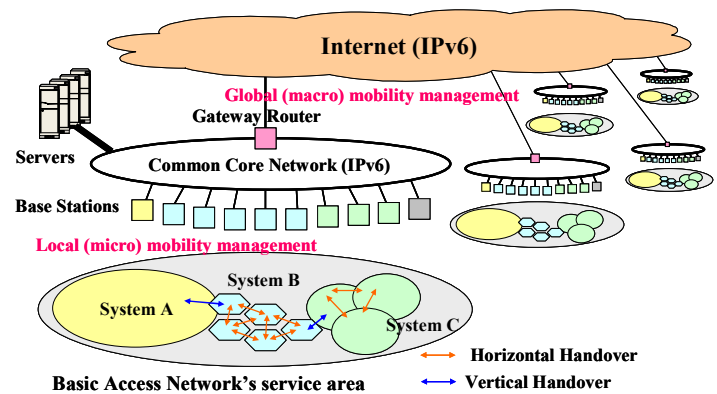 Internet (IPv6)
Global (macro) mobility management
Gateway Router
Servers
Common Core Network (IPv6)
Base Stations
Local (micro) mobility management
System B
System A
System C
Horizontal Handover
Vertical Handover
Basic Access Network's service area